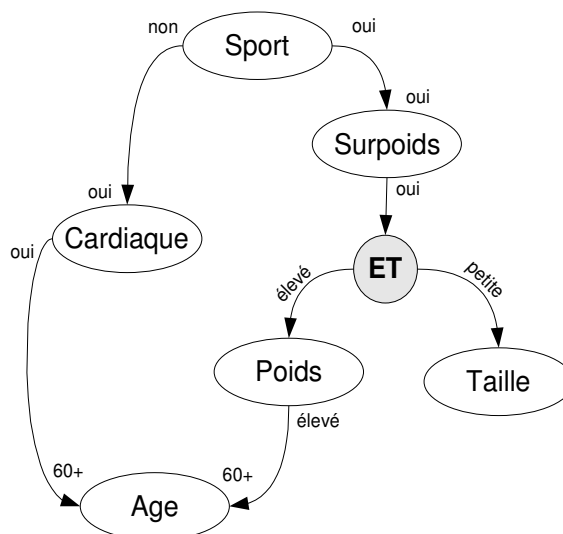 non
Sport
oui
oui
Surpoids
oui
oui
Cardiaque
oui
ET
élevé
petite
Poids
Taille
élevé
60+
60+
Age